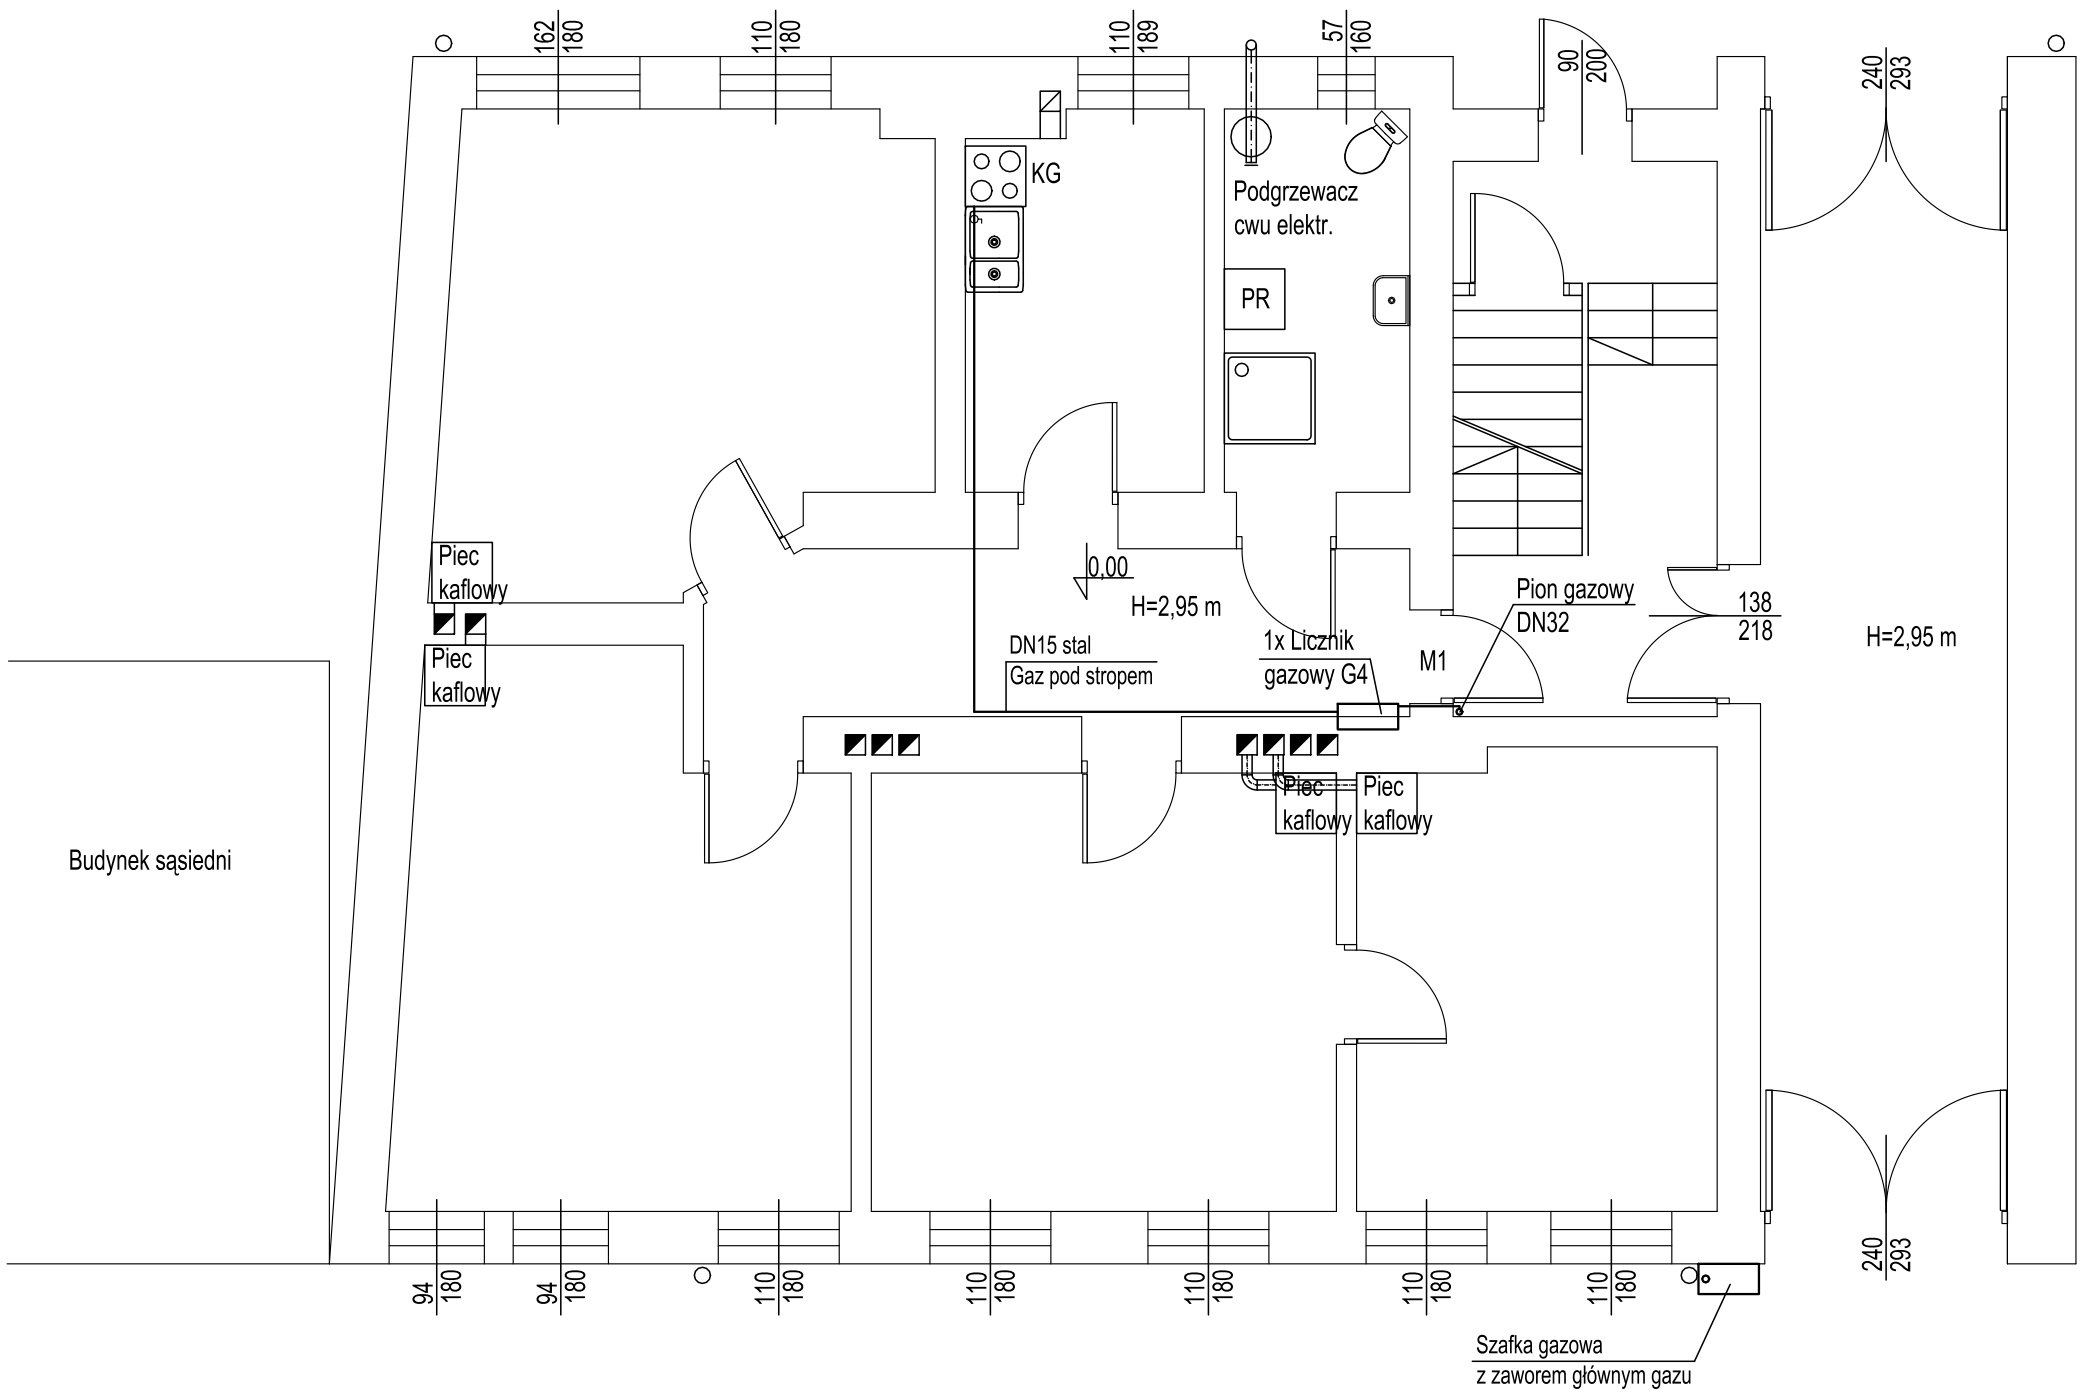 162
180
110
180
110
189
57
160
90
200
240
293
KG
Podgrzewacz
cwu elektr.
PR
Piec
kaflowy
0,00
H=2,95 m
Pion gazowy
DN32
138
218
H=2,95 m
DN15 stal
Gaz pod stropem
1x Licznik
gazowy G4
M1
Piec
kaflowy
Piec
kaflowy
Piec
kaflowy
Budynek sąsiedni
94
180
94
180
110
180
110
180
110
180
110
180
110
180
240
293
Szafka gazowa
z zaworem głównym gazu